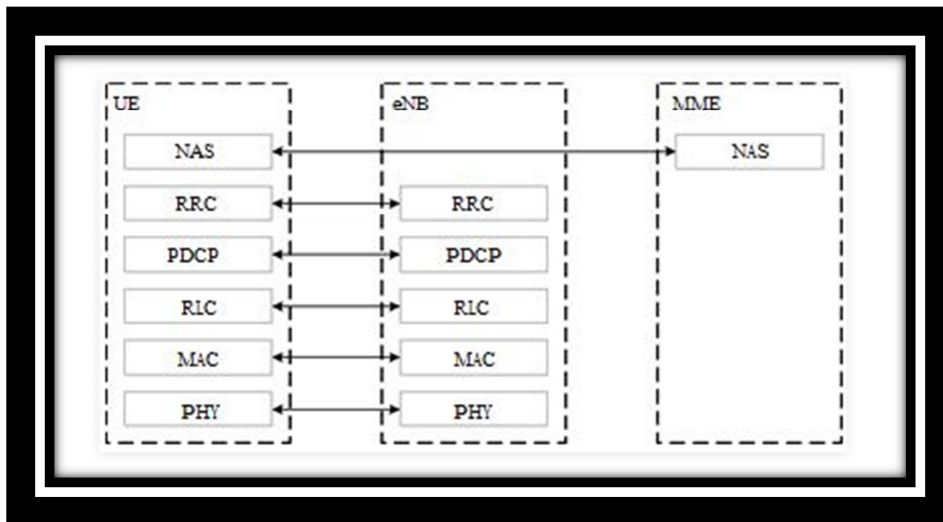 UE eNB MME
NAS NAS
RRC RRC
PDCP PDCP
RLC RLC
MAC MAC
PHY PHY